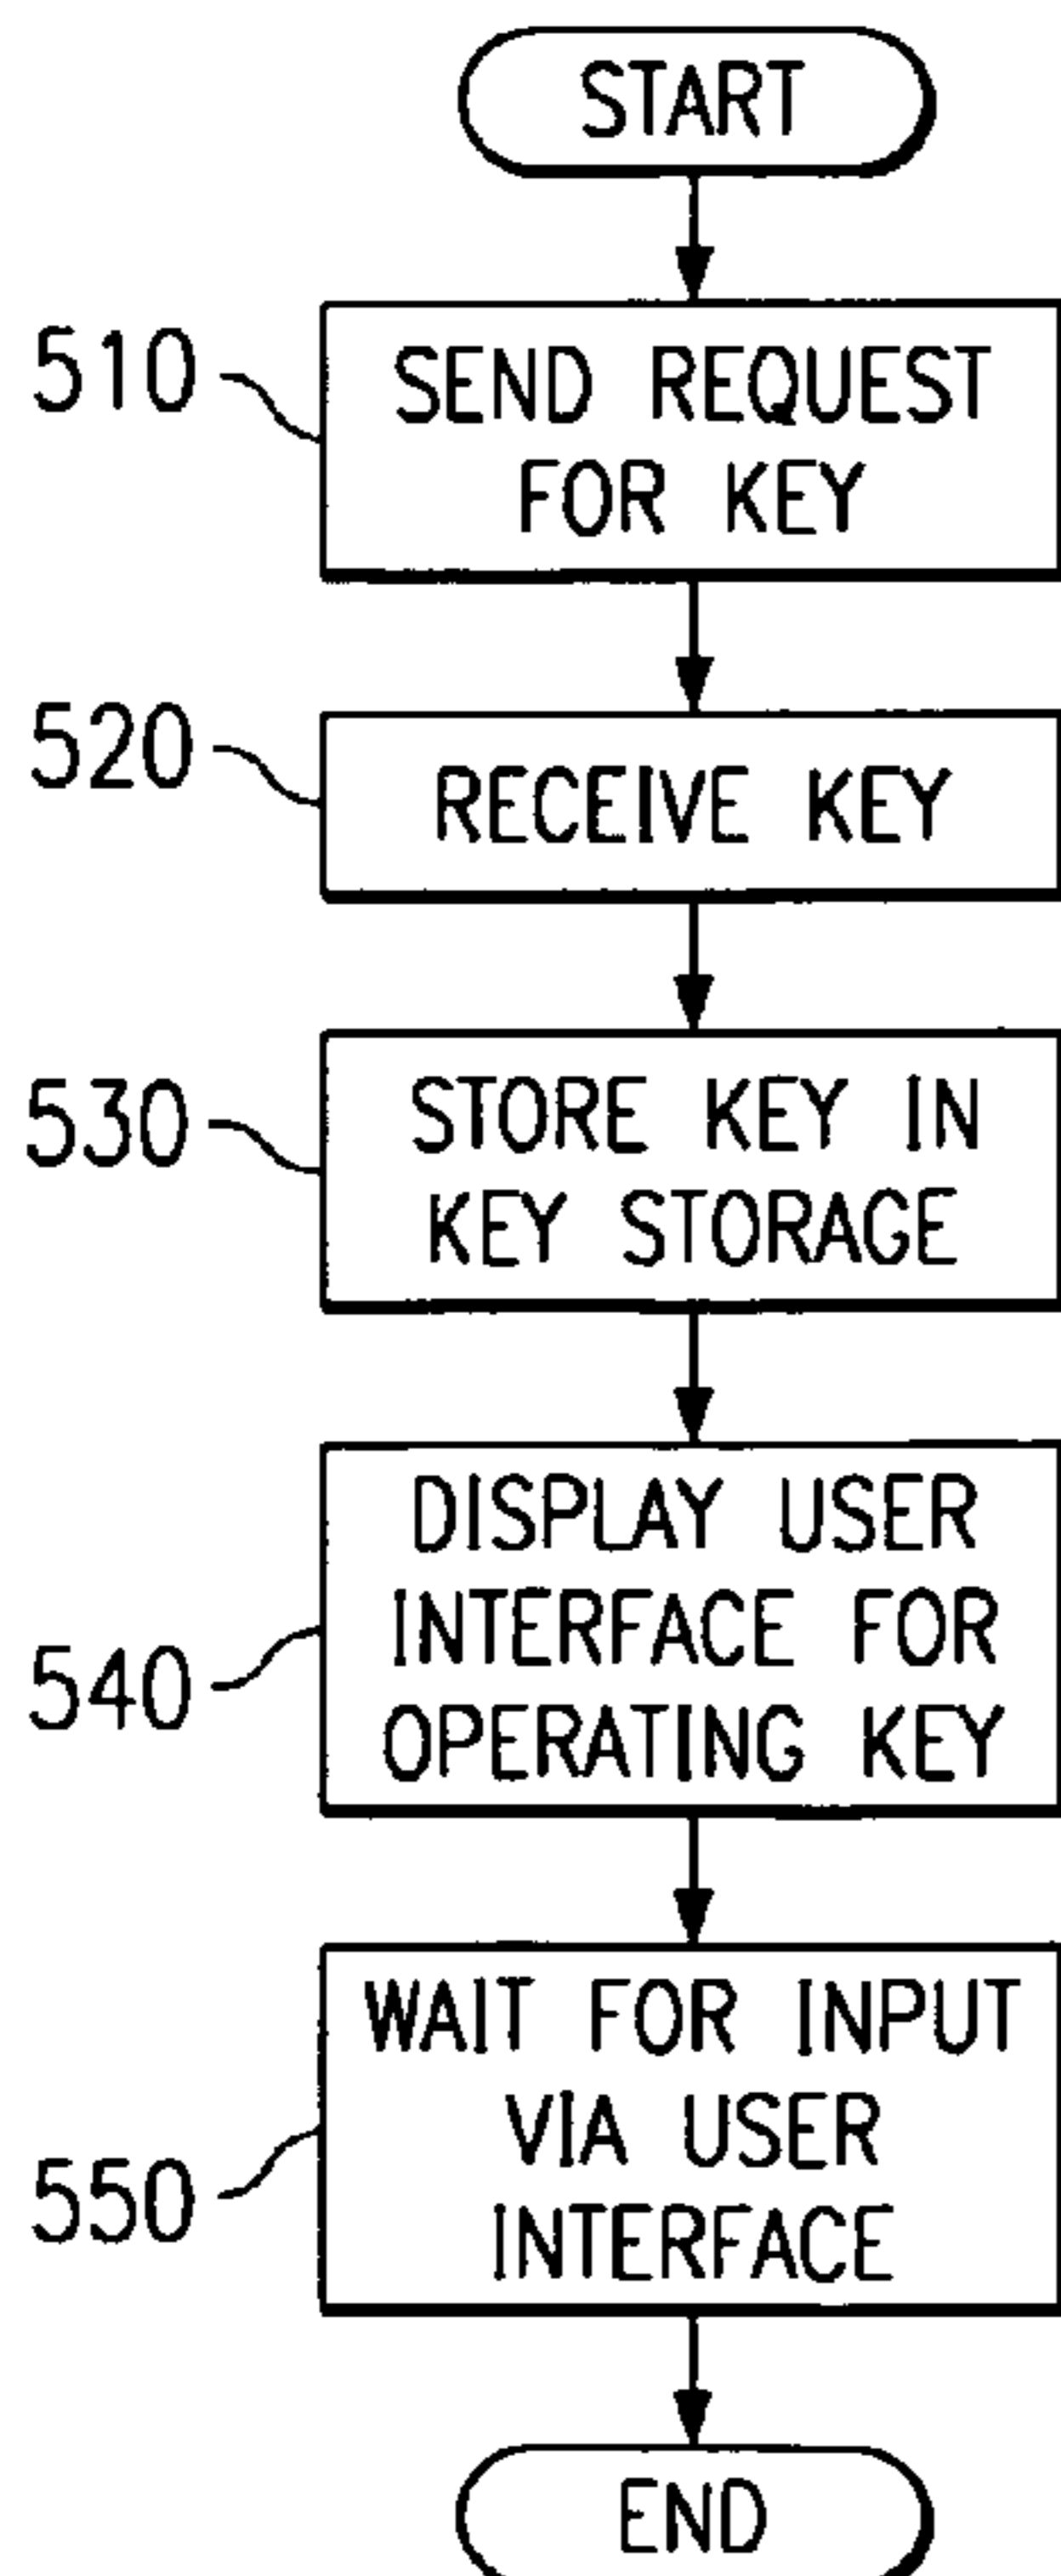 START
510
SEND REQUEST
FOR KEY
520
RECEIVE KEY
530
STORE KEY IN
KEY STORAGE
540
DISPLAY USER
INTERFACE FOR
OPERATING KEY
550
WAIT FOR INPUT
VIA USER
INTERFACE
END